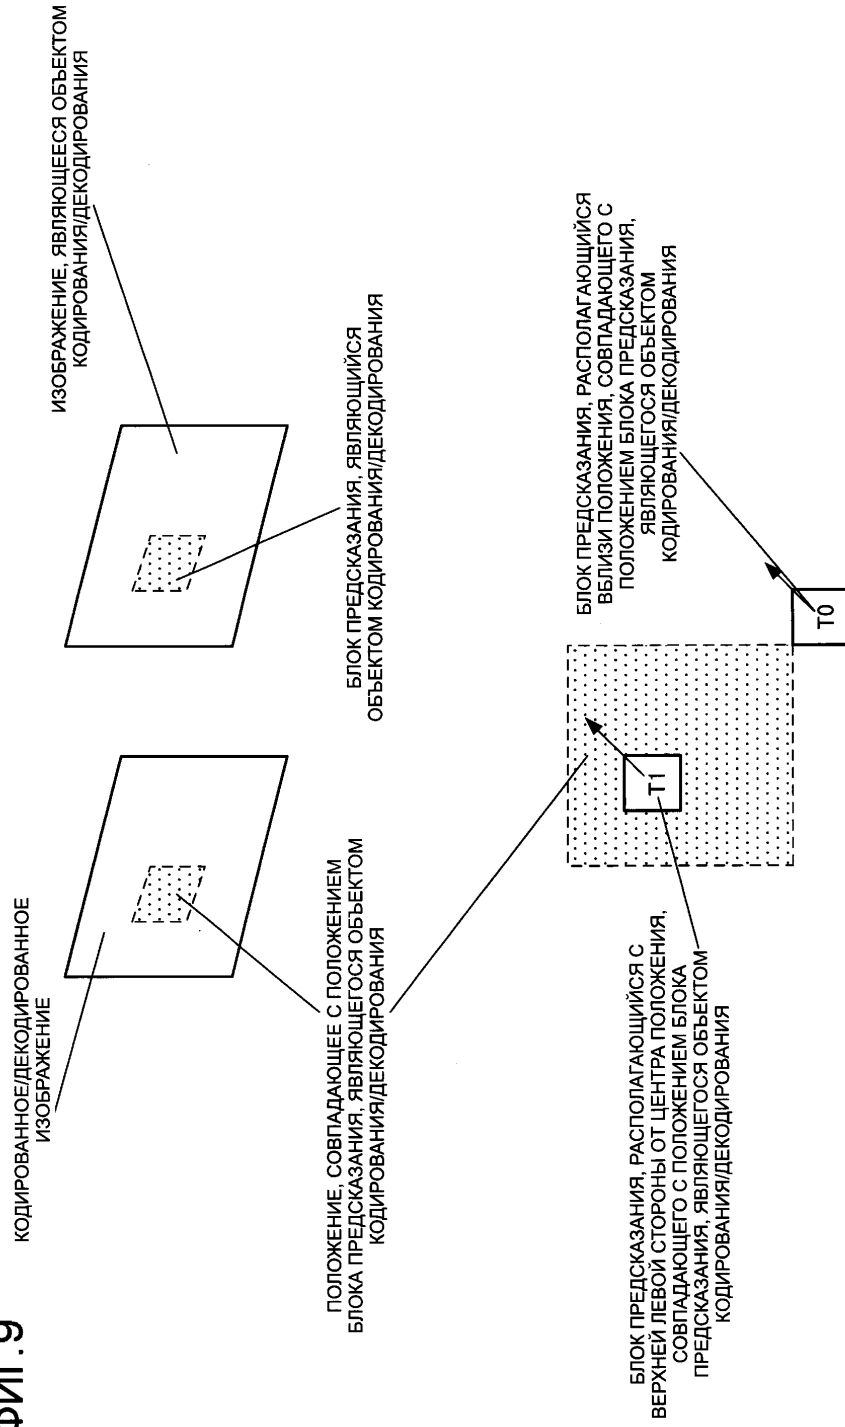 ФИГ.9
КОДИРОВАННОЕ/ДЕКОДИРОВАННОЕ
ИЗОБРАЖЕНИЕ
ИЗОБРАЖЕНИЕ, ЯВЛЯЮЩЕЕСЯ ОБЪЕКТОМ
КОДИРОВАНИЯ/ДЕКОДИРОВАНИЯ
ПОЛОЖЕНИЕ, СОВПАДАЮЩЕЕ С ПОЛОЖЕНИЕМ
БЛОКА ПРЕДСКАЗАНИЯ, ЯВЛЯЮЩЕГОСЯ ОБЪЕКТОМ
КОДИРОВАНИЯ/ДЕКОДИРОВАНИЯ
БЛОК ПРЕДСКАЗАНИЯ, ЯВЛЯЮЩИЙСЯ
ОБЪЕКТОМ КОДИРОВАНИЯ/ДЕКОДИРОВАНИЯ
БЛОК ПРЕДСКАЗАНИЯ, РАСПОЛАГАЮЩИЙСЯ С
ВЕРХНЕЙ ЛЕВОЙ СТОРОНЫ ОТ ЦЕНТРА ПОЛОЖЕНИЯ,
СОВПАДАЮЩЕГО С ПОЛОЖЕНИЕМ БЛОКА
ПРЕДСКАЗАНИЯ, ЯВЛЯЮЩЕГОСЯ ОБЪЕКТОМ
КОДИРОВАНИЯ/ДЕКОДИРОВАНИЯ
T1
БЛОК ПРЕДСКАЗАНИЯ, РАСПОЛАГАЮЩИЙСЯ
ВБЛИЗИ ПОЛОЖЕНИЯ, СОВПАДАЮЩЕГО С
ПОЛОЖЕНИЕМ БЛОКА ПРЕДСКАЗАНИЯ,
ЯВЛЯЮЩЕГОСЯ ОБЪЕКТОМ
КОДИРОВАНИЯ/ДЕКОДИРОВАНИЯ
T0